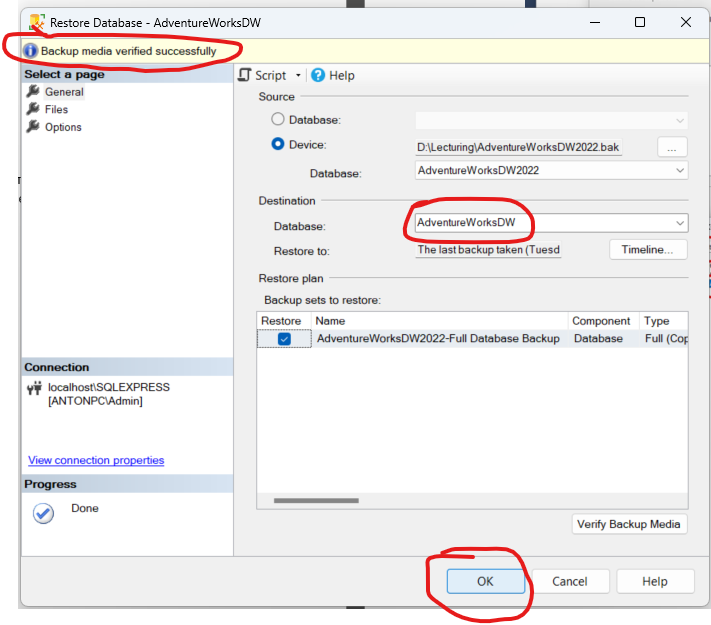 Restore Database - AdventureWorksDW
Backup media verified successfully
Select a page
General
Files
Options
Script
Help
Source
Database:
Device:
D:\Lecturing\AdventureWorksDW2022.bak
...
Database:
AdventureWorksDW2022
Destination
Database:
AdventureWorksDW
Restore to:
The last backup taken (Tuesd
Timeline...
Restore plan
Backup sets to restore:
Restore Name Component Type
AdventureWorksDW2022-Full Database Backup Database Full (Cop
Connection
localhost\SQLEXPRESS
[ANTONPC\Admin]
View connection properties
Progress
Done
Verify Backup Media
OK Cancel Help